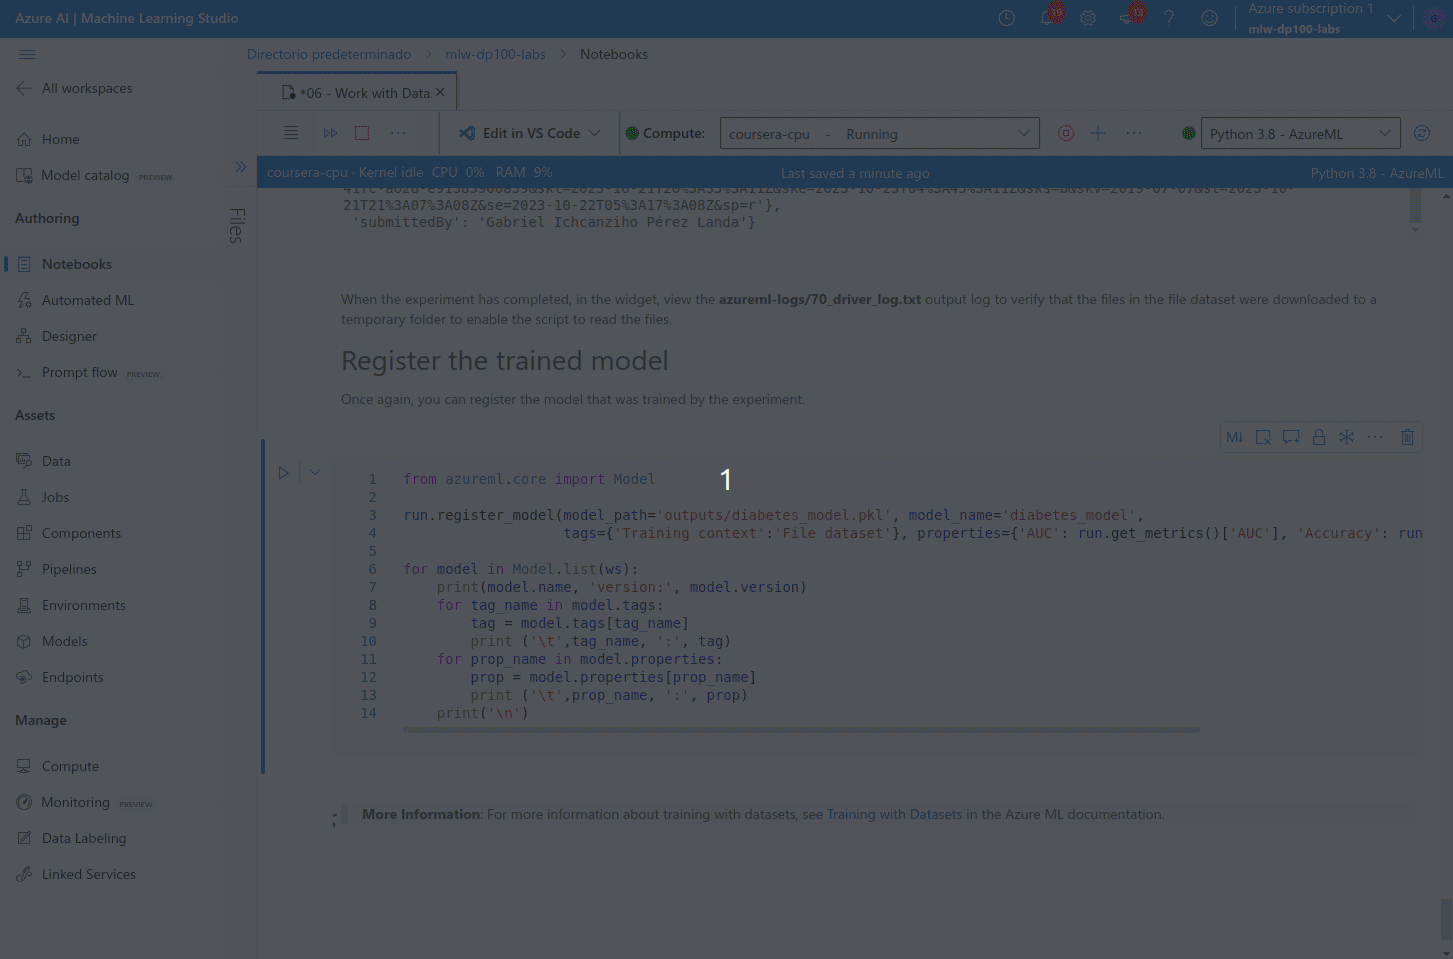 Azure AI | Machine Learning Studio
19
13
Azure subscription 1
mlw-dp100-labs
G
Directorio predeterminado > mlw-dp100-labs > Notebooks
All workspaces
*06 - Work with Data.
Home
Edit in VS Code
Compute:
coursera-cpu - Running
Python 3.8 - AzureML
Model catalog PREVIEW
coursera-cpu · Kernel idle CPU 0% RAM 9%
Last saved a minute ago
Python 3.8 - AzureML
Authoring
Files
21T21%3A07%3A08Z&se=2023-10-22T05%3A17%3A08Z&sp=r'},
'submittedBy': 'Gabriel Ichcanziho Pérez Landa'}
Notebooks
Automated ML
Designer
Prompt flow PREVIEW
Assets
Data
Jobs
Components
Pipelines
Environments
Models
Endpoints
Manage
Compute
Monitoring PREVIEW
Data Labeling
Linked Services
When the experiment has completed, in the widget, view the azureml-logs/70_driver_log.txt output log to verify that the files in the file dataset were downloaded to a
temporary folder to enable the script to read the files.
Register the trained model
Once again, you can register the model that was trained by the experiment.
M↓
1
1 from azureml.core import Model
2
3 run.register_model(model_path='outputs/diabetes_model.pkl', model_name='diabetes_model',
4 tags={'Training context':'File dataset'}, properties={'AUC': run.get_metrics()['AUC'], 'Accuracy': run
5
6 for model in Model.list(ws):
7 print(model.name, 'version:', model.version)
8 for tag_name in model.tags:
9 tag = model.tags[tag_name]
10 print ('\t',tag_name, ':', tag)
11 for prop_name in model.properties:
12 prop = model.properties[prop_name]
13 print ('\t',prop_name, ':', prop)
14 print('\n')
;
More Information: For more information about training with datasets, see Training with Datasets in the Azure ML documentation.